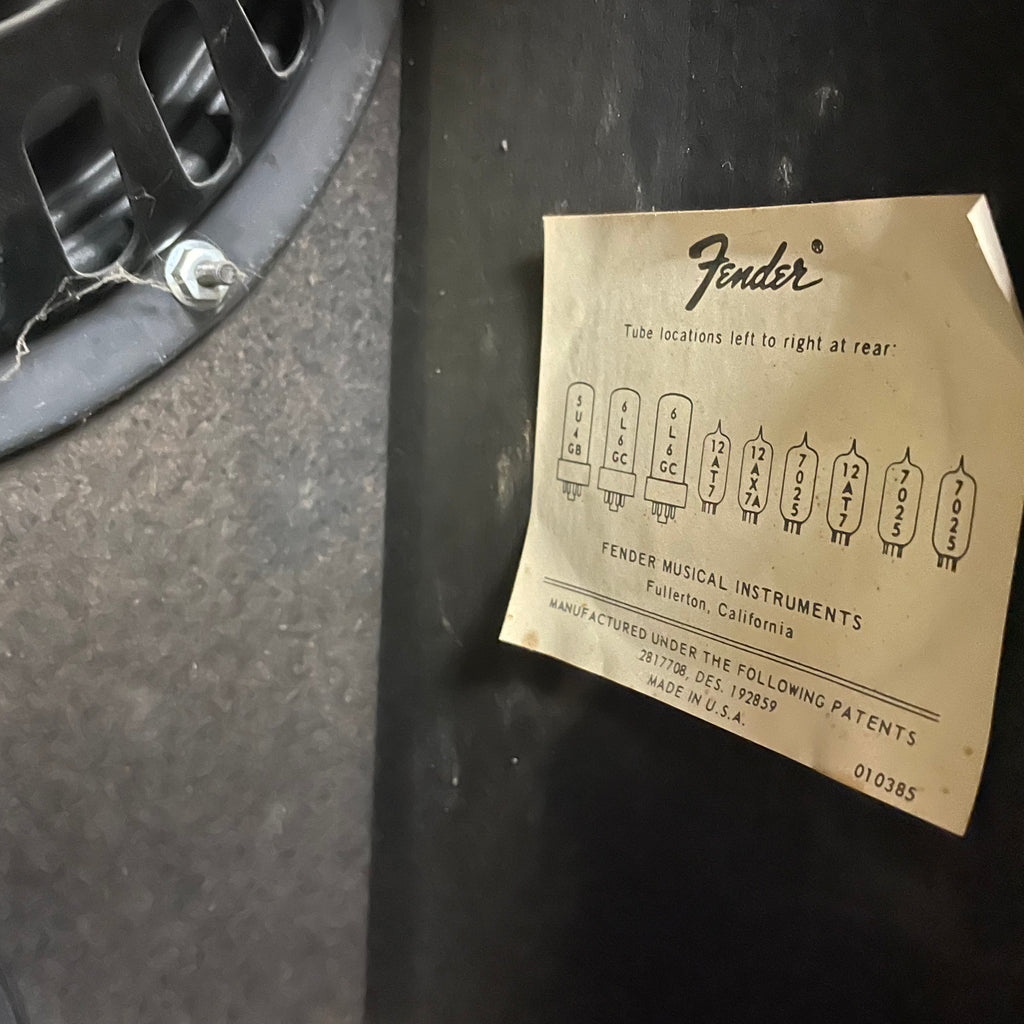 Fender®
Tube locations left to right at rear:
5U4GB 6L6GC 6L6GC 12AT7 12AX7A 7025 12AT7 7025 7025
FENDER MUSICAL INSTRUMENTS
Fullerton, California
MANUFACTURED UNDER THE FOLLOWING PATENTS
2817708, DES. 192859
MADE IN U.S.A.
010385